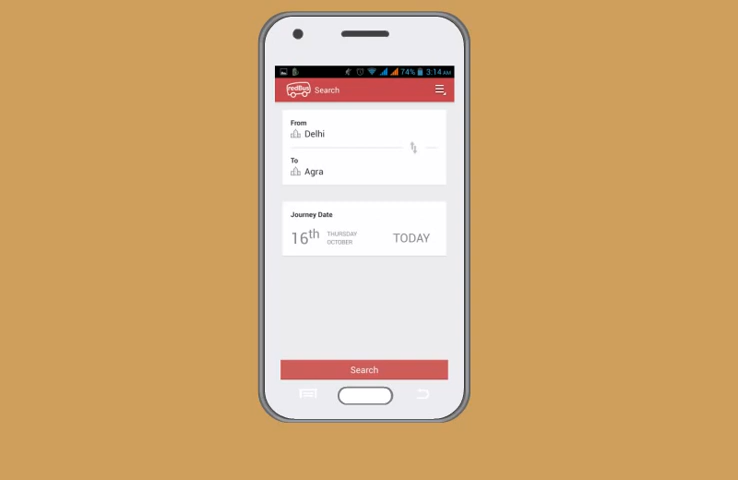 74% 3:14 AM
redBus Search
From
Delhi
To
Agra
Journey Date
16th THURSDAY OCTOBER TODAY
Search